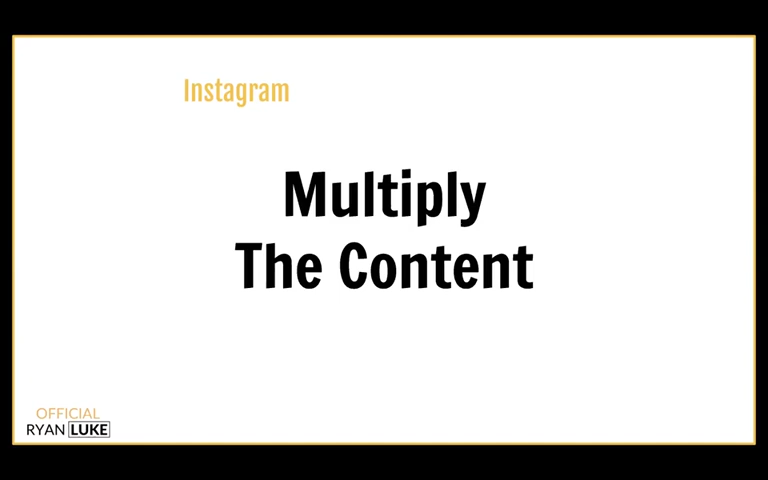 Instagram
Multiply
The Content
OFFICIAL
RYAN LUKE